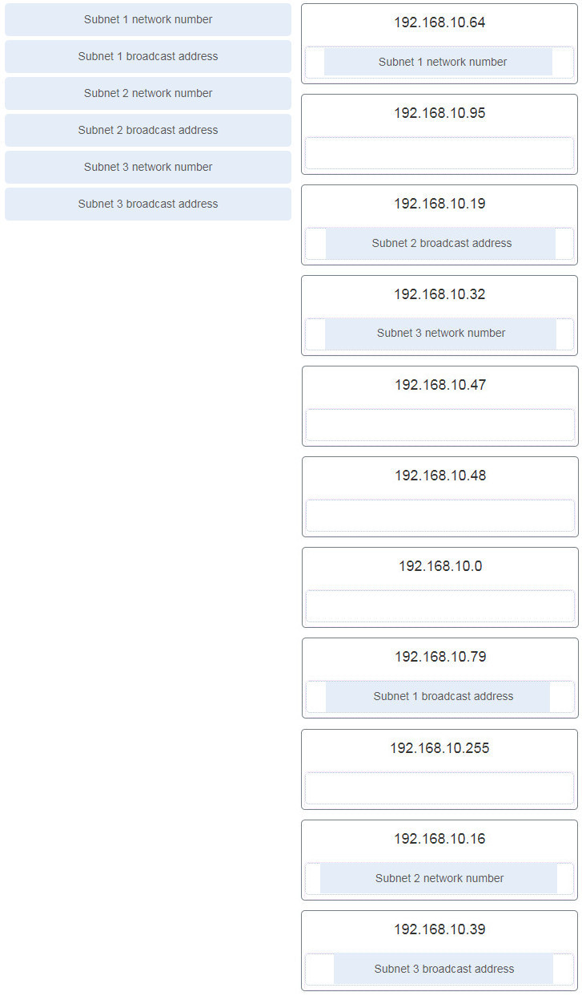 Subnet 1 network number
Subnet 1 broadcast address
Subnet 2 network number
Subnet 2 broadcast address
Subnet 3 network number
Subnet 3 broadcast address
192.168.10.64
Subnet 1 network number
192.168.10.95
192.168.10.19
Subnet 2 broadcast address
192.168.10.32
Subnet 3 network number
192.168.10.47
192.168.10.48
192.168.10.0
192.168.10.79
Subnet 1 broadcast address
192.168.10.255
192.168.10.16
Subnet 2 network number
192.168.10.39
Subnet 3 broadcast address